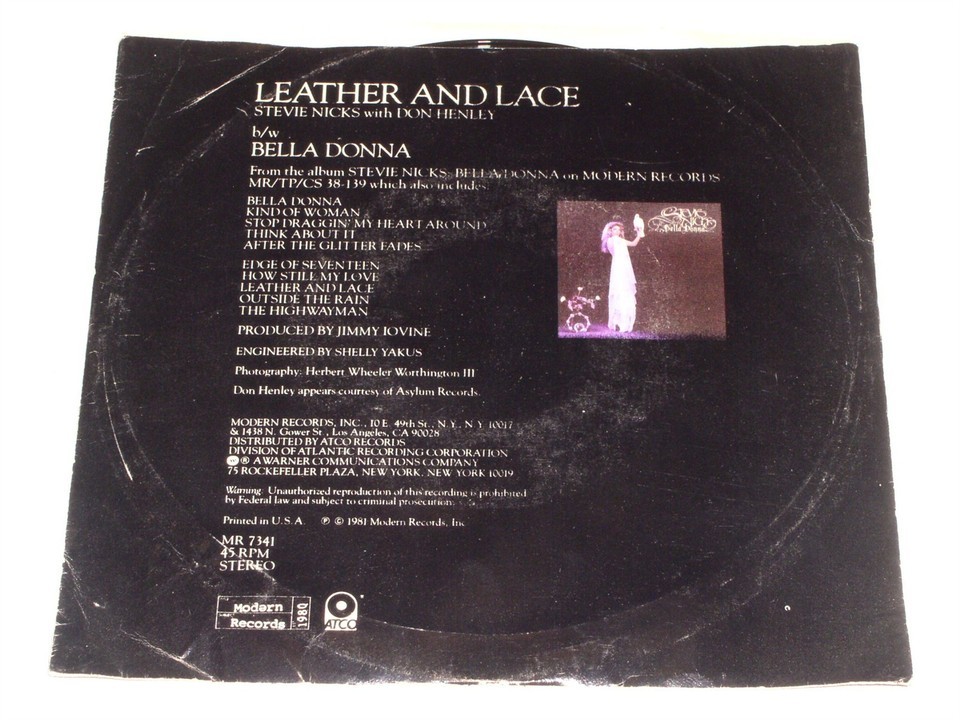 LEATHER AND LACE
STEVIE NICKS with DON HENLEY
b/w
BELLA DONNA
From the album STEVIE NICKS: BELLA DONNA on MODERN RECORDS
MR/TP/CS 38-139 which also includes:
BELLA DONNA
KIND OF WOMAN
STOP DRAGGIN' MY HEART AROUND
THINK ABOUT IT
AFTER THE GLITTER FADES
EDGE OF SEVENTEEN
HOW STILL MY LOVE
LEATHER AND LACE
OUTSIDE THE RAIN
THE HIGHWAYMAN
STEVIE
NICKS
Bella Donna
PRODUCED BY JIMMY IOVINE
ENGINEERED BY SHELLY YAKUS
Photography: Herbert Wheeler Worthington III
Don Henley appears courtesy of Asylum Records.
MODERN RECORDS, INC., 10 E. 49th St., N.Y., N.Y. 10017
& 1438 N. Gower St., Los Angeles, CA 90028
DISTRIBUTED BY ATCO RECORDS
DIVISION OF ATLANTIC RECORDING CORPORATION
® A WARNER COMMUNICATIONS COMPANY
75 ROCKEFELLER PLAZA, NEW YORK, NEW YORK 10019
Warning: Unauthorized reproduction of this recording is prohibited
by Federal law and subject to criminal prosecution.
Printed in U.S.A. ℗ © 1981 Modern Records, Inc.
MR 7341
45 RPM
STEREO
Modern
Records 1980
ATCO